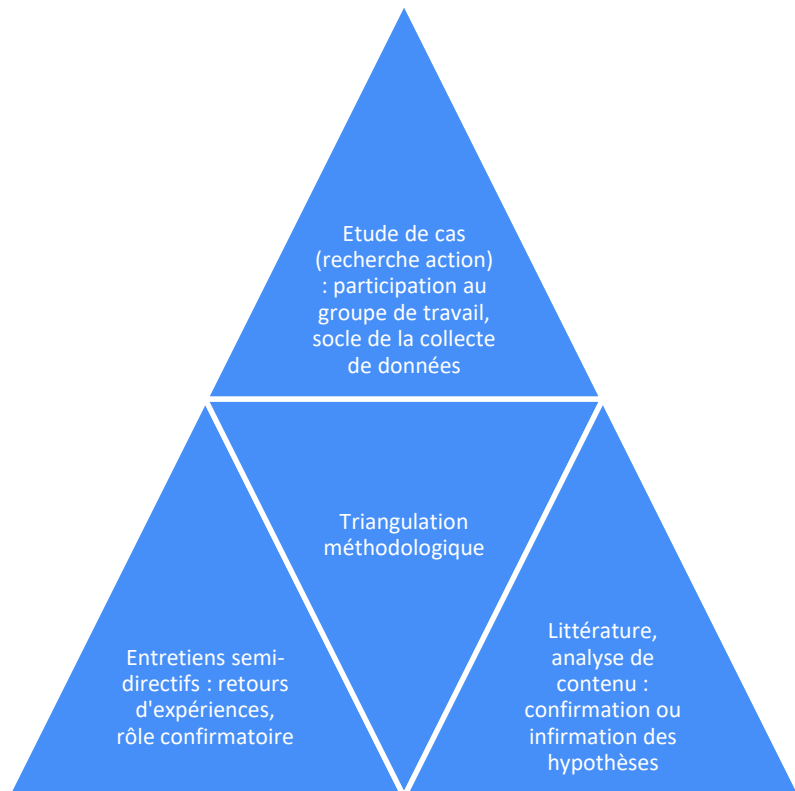 Etude de cas
(recherche action)
: participation au
groupe de travail,
socle de la collecte
de données
Triangulation
méthodologique
Entretiens semi-
directifs : retours
d'expériences,
rôle confirmatoire
Littérature,
analyse de
contenu :
confirmation ou
infirmation des
hypothèses